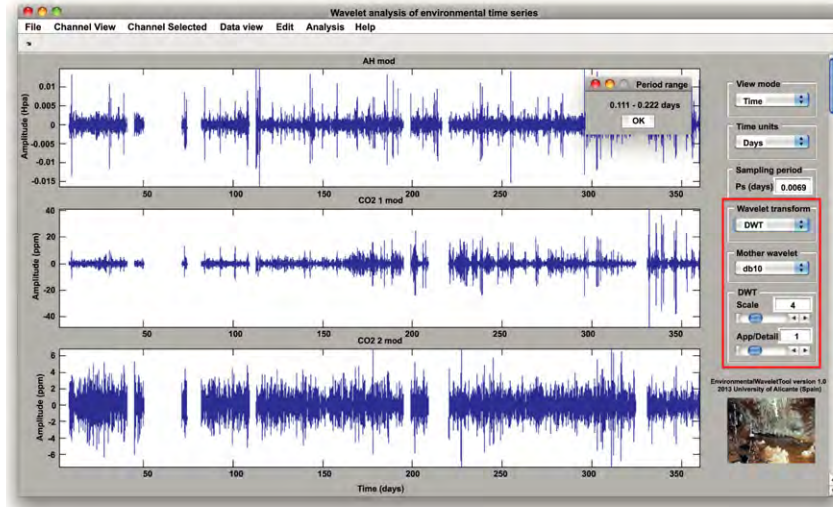 Wavelet analysis of environmental time series
File Channel View Channel Selected Data view Edit Analysis Help
AH mod
Amplitude (Hpa)
0.01
0.005
0
-0.005
-0.01
-0.015
50 100 150 200 250 300 350
Period range
0.111 - 0.222 days
OK
CO2 1 mod
Amplitude (ppm)
40
20
0
-20
-40
50 100 150 200 250 300 350
CO2 2 mod
Amplitude (ppm)
6
4
2
0
-2
-4
-6
50 100 150 200 250 300 350
Time (days)
View mode
Time
Time units
Days
Sampling period
Ps (days) 0.0069
Wavelet transform
DWT
Mother wavelet
db10
DWT
Scale 4
App/Detail 1
EnvironmentalWaveletTool version 1.0
2013 University of Alicante (Spain)